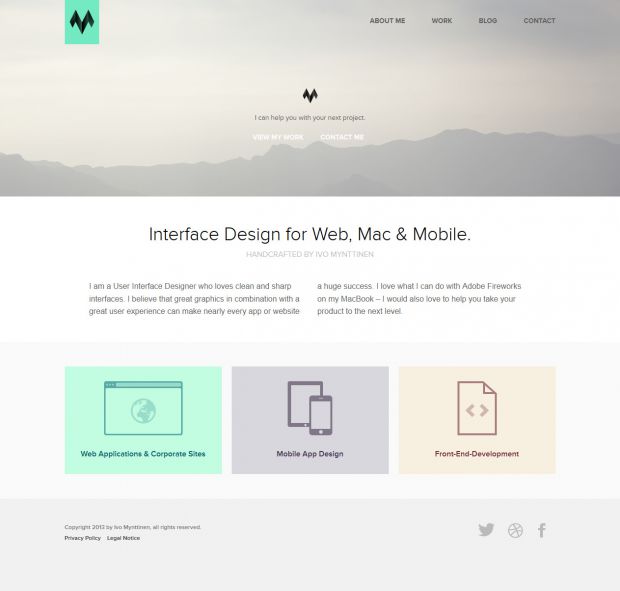 ABOUT ME WORK BLOG CONTACT
I can help you with your next project.
VIEW MY WORK CONTACT ME
Interface Design for Web, Mac & Mobile.
HANDCRAFTED BY IVO MYNTTINEN
I am a User Interface Designer who loves clean and sharp
interfaces. I believe that great graphics in combination with a
great user experience can make nearly every app or website
a huge success. I love what I can do with Adobe Fireworks
on my MacBook – I would also love to help you take your
product to the next level.
Web Applications & Corporate Sites
Mobile App Design
Front-End-Development
Copyright 2013 by Ivo Mynttinen, all rights reserved.
Privacy Policy Legal Notice